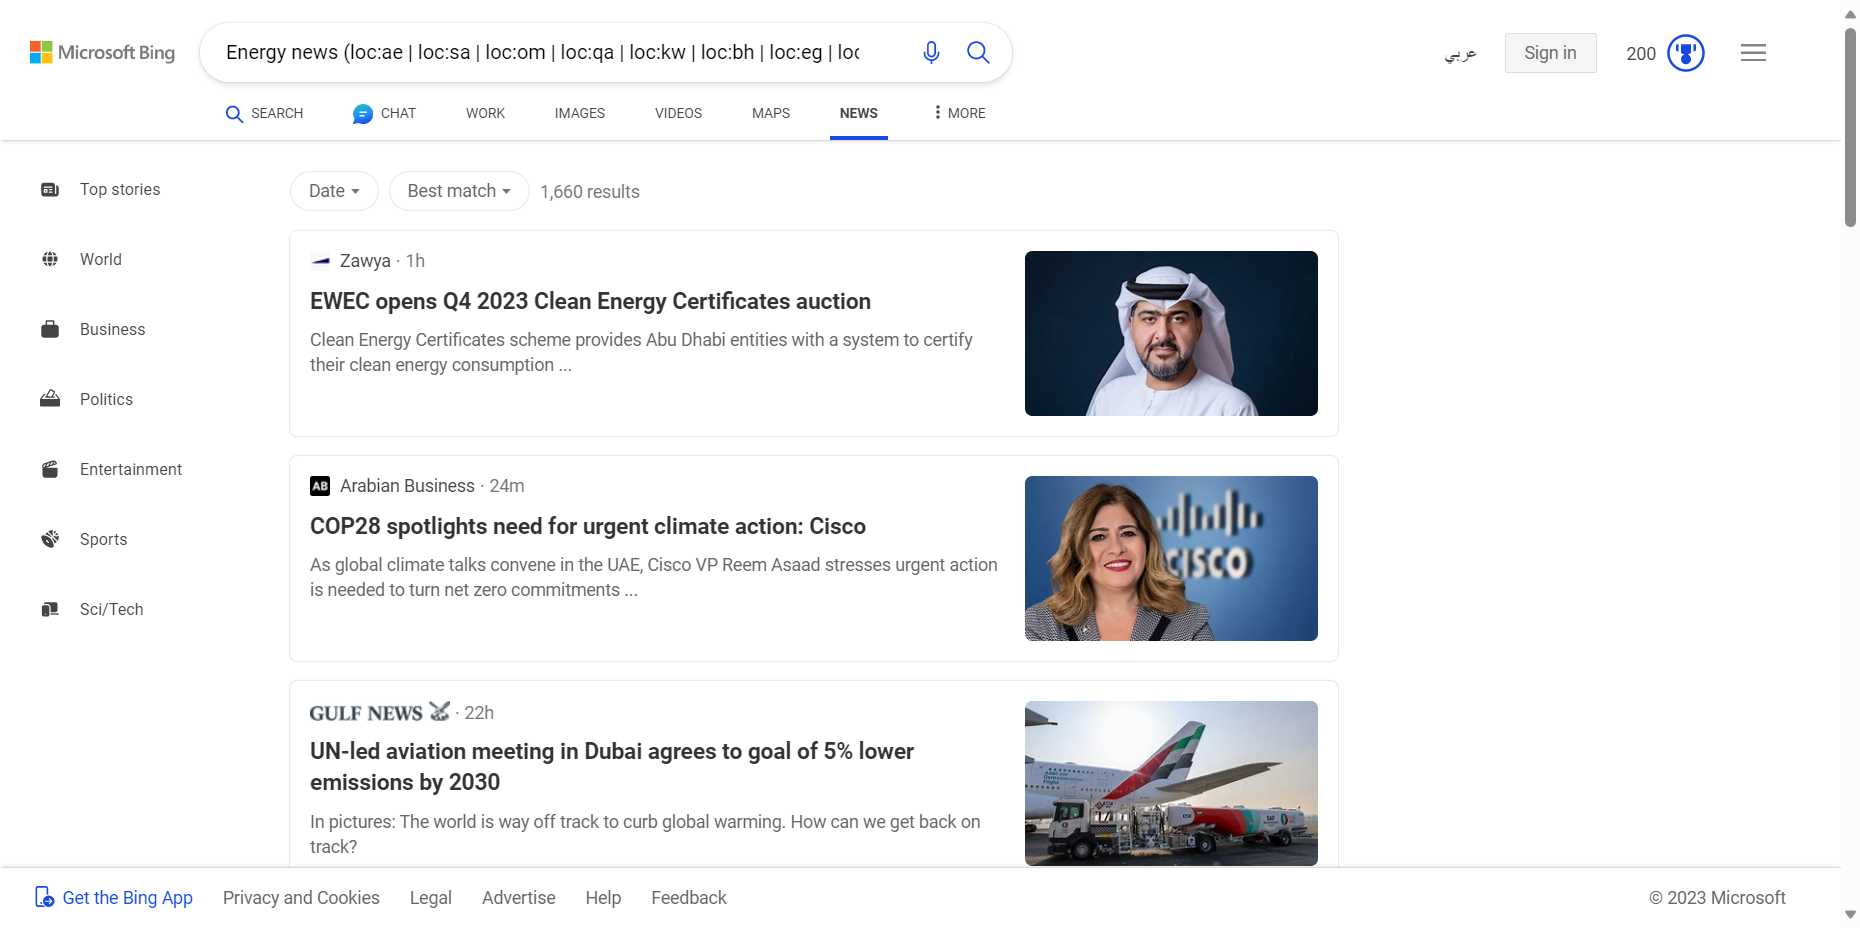 Microsoft Bing
Energy news (loc:ae | loc:sa | loc:om | loc:qa | loc:kw | loc:bh | loc:eg | loc
عربي
Sign in
200
SEARCH
CHAT
WORK
IMAGES
VIDEOS
MAPS
NEWS
MORE
Top stories
World
Business
Politics
Entertainment
Sports
Sci/Tech
Date
Best match
1,660 results
Zawya · 1h
EWEC opens Q4 2023 Clean Energy Certificates auction
Clean Energy Certificates scheme provides Abu Dhabi entities with a system to certify
their clean energy consumption ...
AB Arabian Business · 24m
COP28 spotlights need for urgent climate action: Cisco
As global climate talks convene in the UAE, Cisco VP Reem Asaad stresses urgent action
is needed to turn net zero commitments ...
CISCO
GULF NEWS · 22h
UN-led aviation meeting in Dubai agrees to goal of 5% lower
emissions by 2030
In pictures: The world is way off track to curb global warming. How can we get back on
track?
Get the Bing App
Privacy and Cookies
Legal
Advertise
Help
Feedback
© 2023 Microsoft